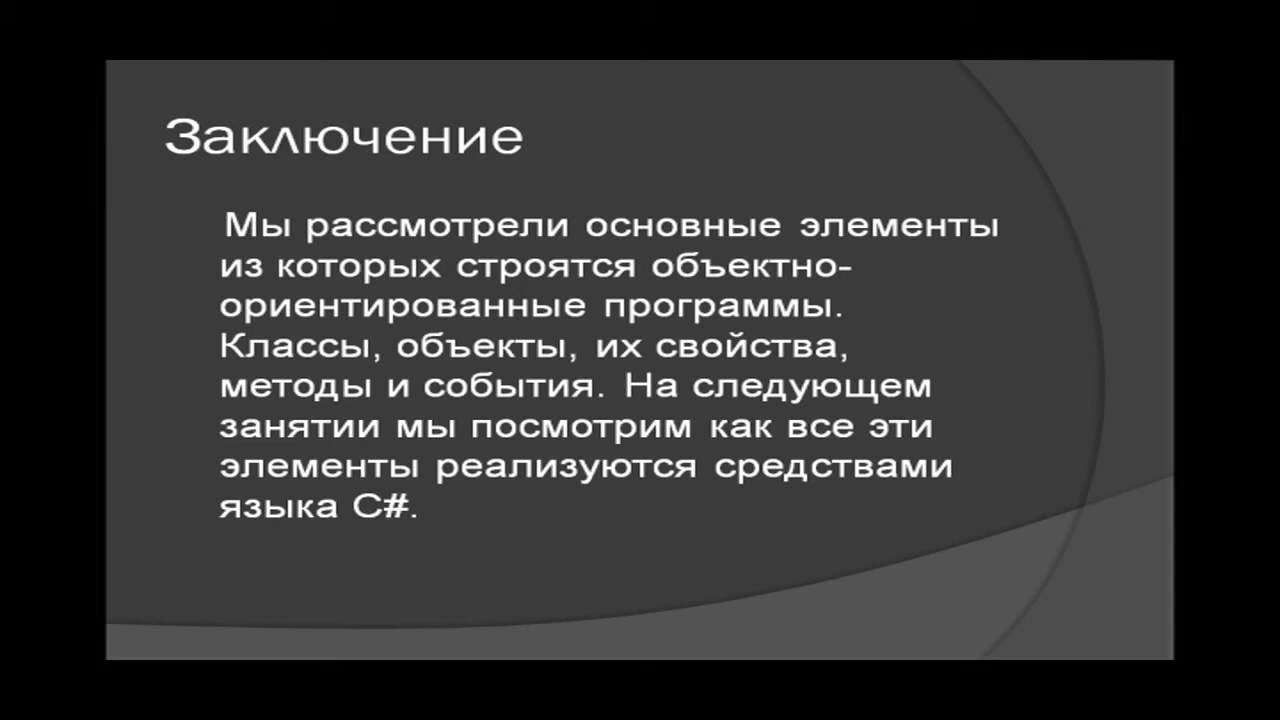 Заключение
Мы рассмотрели основные элементы
из которых строятся объектно-
ориентированные программы.
Классы, объекты, их свойства,
методы и события. На следующем
занятии мы посмотрим как все эти
элементы реализуются средствами
языка C#.